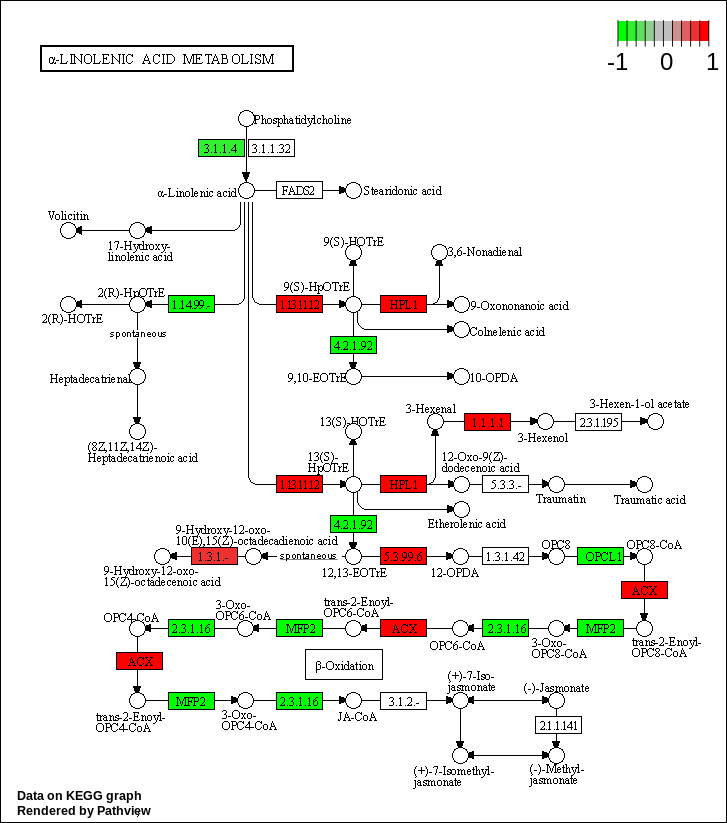 -1 0 1
α-LINOLENIC ACID METABOLISM
Phosphatidylcholine
3.1.1.4 3.1.1.32
α-Linolenic acid FADS2 Stearidonic acid
Volicitin
17-Hydroxy-
linolenic acid
9(S)-HOTrE
3,6-Nonadienal
2(R)-HpOTrE
9(S)-HpOTrE
1.14.99.- 1.13.11.12 HPL1 9-Oxononanoic acid
2(R)-HOTrE
spontaneous
Colnelenic acid
4.2.1.92
Heptadecatrienal
9,10-EOTrE 10-OPDA
3-Hexenal
3-Hexen-1-ol acetate
13(S)-HOTrE
1.1.1.1 2.3.1.195
3-Hexenol
(8Z,11Z,14Z)-
Heptadecatrienoic acid
13(S)-
HpOTrE
12-Oxo-9(Z)-
dodecenoic acid
1.13.11.12 HPL1 5.3.3.-
Traumatin Traumatic acid
4.2.1.92
Etherolenic acid
9-Hydroxy-12-oxo-
10(E),15(Z)-octadecadienoic acid
OPC8 OPC8-CoA
1.3.1.- spontaneous 5.3.99.6 1.3.1.42 OPCL1
9-Hydroxy-12-oxo-
15(Z)-octadecenoic acid
12,13-EOTrE 12-OPDA
ACX
OPC4-CoA
3-Oxo-
OPC6-CoA
trans-2-Enoyl-
OPC6-CoA
2.3.1.16 MFP2 ACX 2.3.1.16 MFP2
OPC6-CoA
3-Oxo-
OPC8-CoA
trans-2-Enoyl-
OPC8-CoA
ACX
β-Oxidation
(+)-7-Iso-
jasmonate
(-)-Jasmonate
MFP2 2.3.1.16 3.1.2.-
trans-2-Enoyl-
OPC4-CoA
3-Oxo-
OPC4-CoA
JA-CoA
2.1.1.141
(+)-7-Isomethyl-
jasmonate
(-)-Methyl-
jasmonate
Data on KEGG graph
Rendered by Pathview